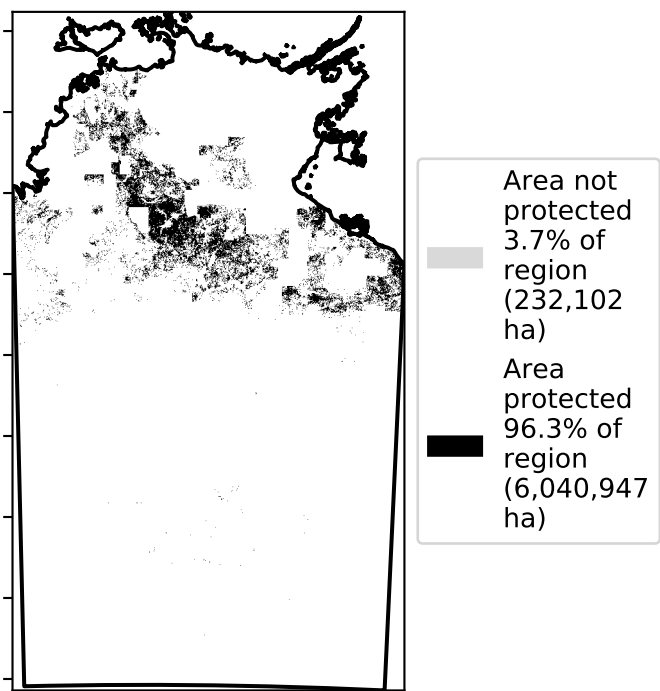 Area not
protected
3.7% of
region
(232,102
ha)
Area
protected
96.3% of
region
(6,040,947
ha)